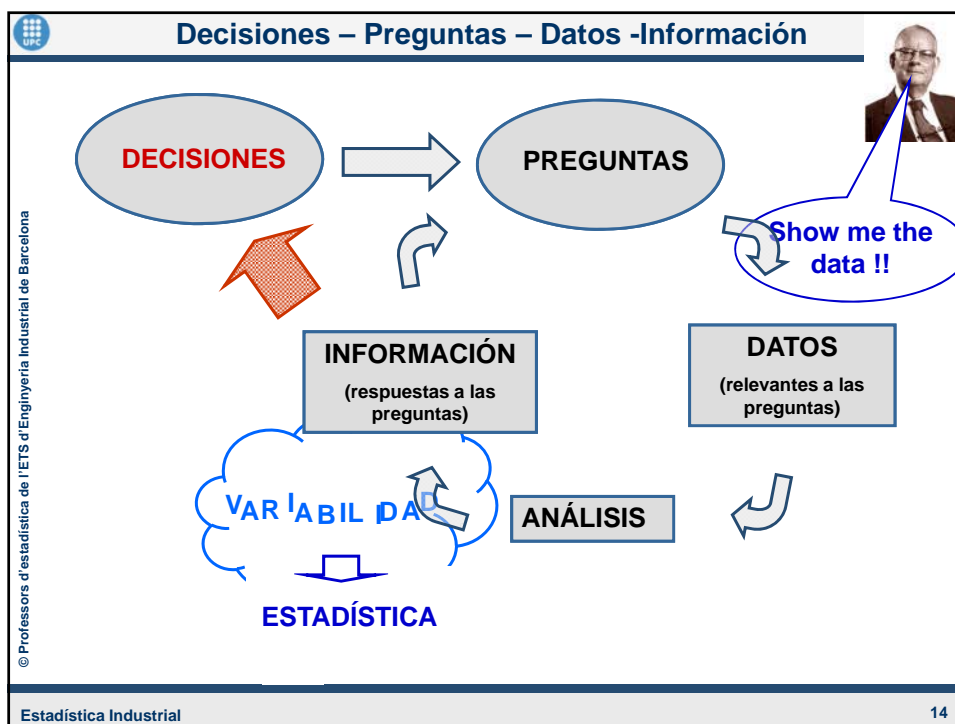 UPC
Decisiones – Preguntas – Datos -Información
DECISIONES
PREGUNTAS
Show me the
data !!
INFORMACIÓN
(respuestas a las
preguntas)
DATOS
(relevantes a las
preguntas)
VARIABILIDAD
ANÁLISIS
ESTADÍSTICA
© Professors d'estadística de l'ETS d'Enginyeria Industrial de Barcelona
Estadística Industrial
14